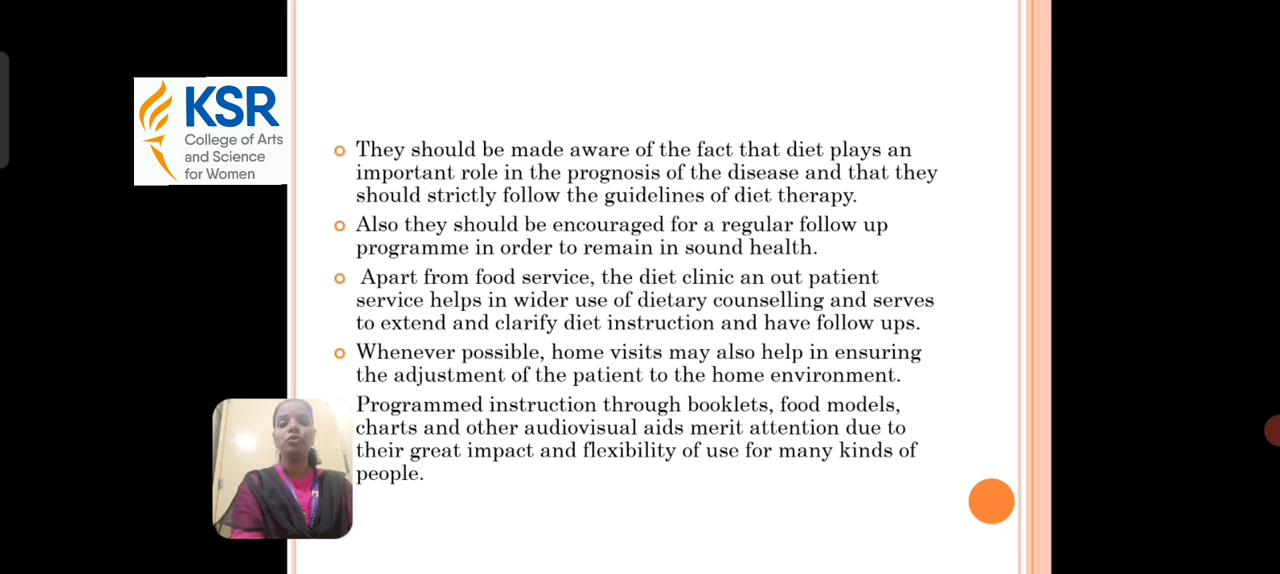 KSR
College of Arts
and Science
for Women
They should be made aware of the fact that diet plays an
important role in the prognosis of the disease and that they
should strictly follow the guidelines of diet therapy.
Also they should be encouraged for a regular follow up
programme in order to remain in sound health.
Apart from food service, the diet clinic an out patient
service helps in wider use of dietary counselling and serves
to extend and clarify diet instruction and have follow ups.
Whenever possible, home visits may also help in ensuring
the adjustment of the patient to the home environment.
Programmed instruction through booklets, food models,
charts and other audiovisual aids merit attention due to
their great impact and flexibility of use for many kinds of
people.